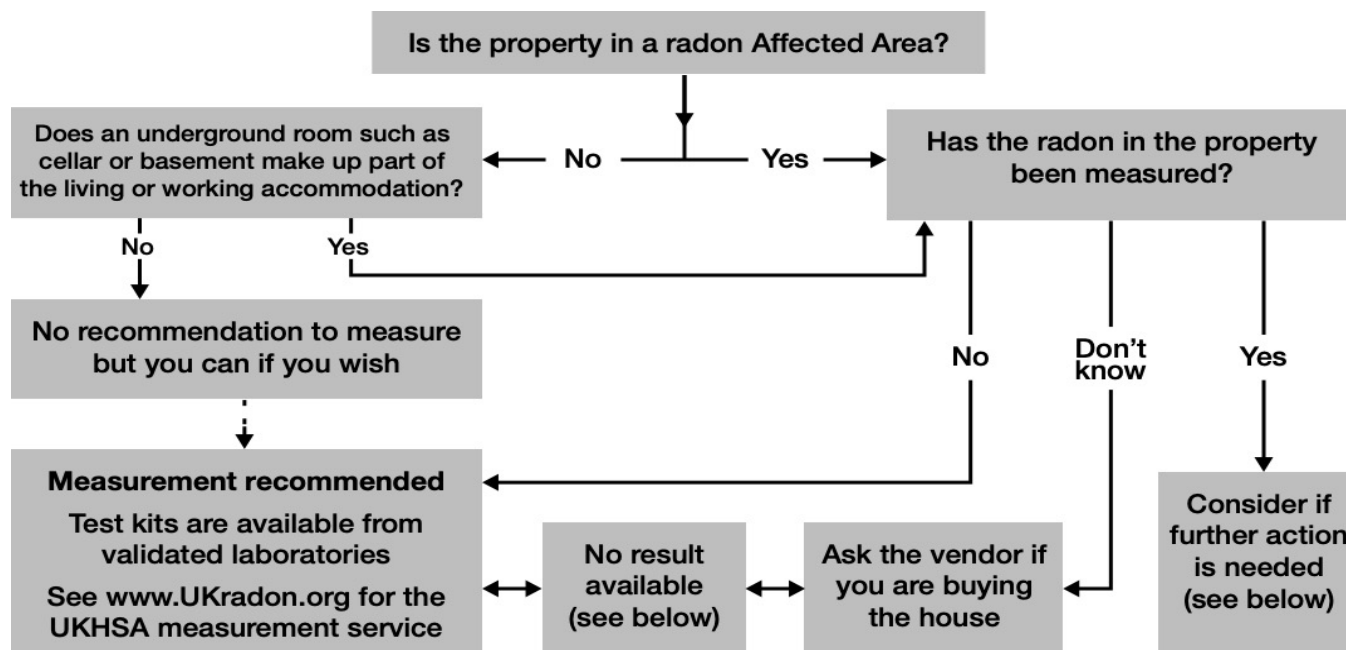 Is the property in a radon Affected Area?
Does an underground room such as
cellar or basement make up part of
the living or working accommodation?
No
Yes
Has the radon in the property
been measured?
No
Yes
No recommendation to measure
but you can if you wish
No
Don't
know
Yes
Measurement recommended
Test kits are available from
validated laboratories
See www.UKradon.org for the
UKHSA measurement service
No result
available
(see below)
Ask the vendor if
you are buying
the house
Consider if
further action
is needed
(see below)